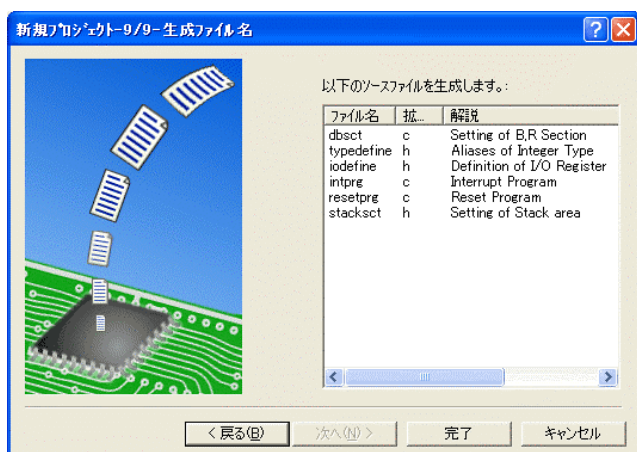 新規ﾌﾟﾛｼﾞｪｸﾄ-9/9-生成ﾌｧｲﾙ名
以下のｿｰｽﾌｧｲﾙを生成します。:
ﾌｧｲﾙ名 拡... 解説
dbsct c Setting of B,R Section
typedefine h Aliases of Integer Type
iodefine h Definition of I/O Register
intprg c Interrupt Program
resetprg c Reset Program
stacksct h Setting of Stack area
< 戻る(B) 次へ(N) > 完了 キャンセル